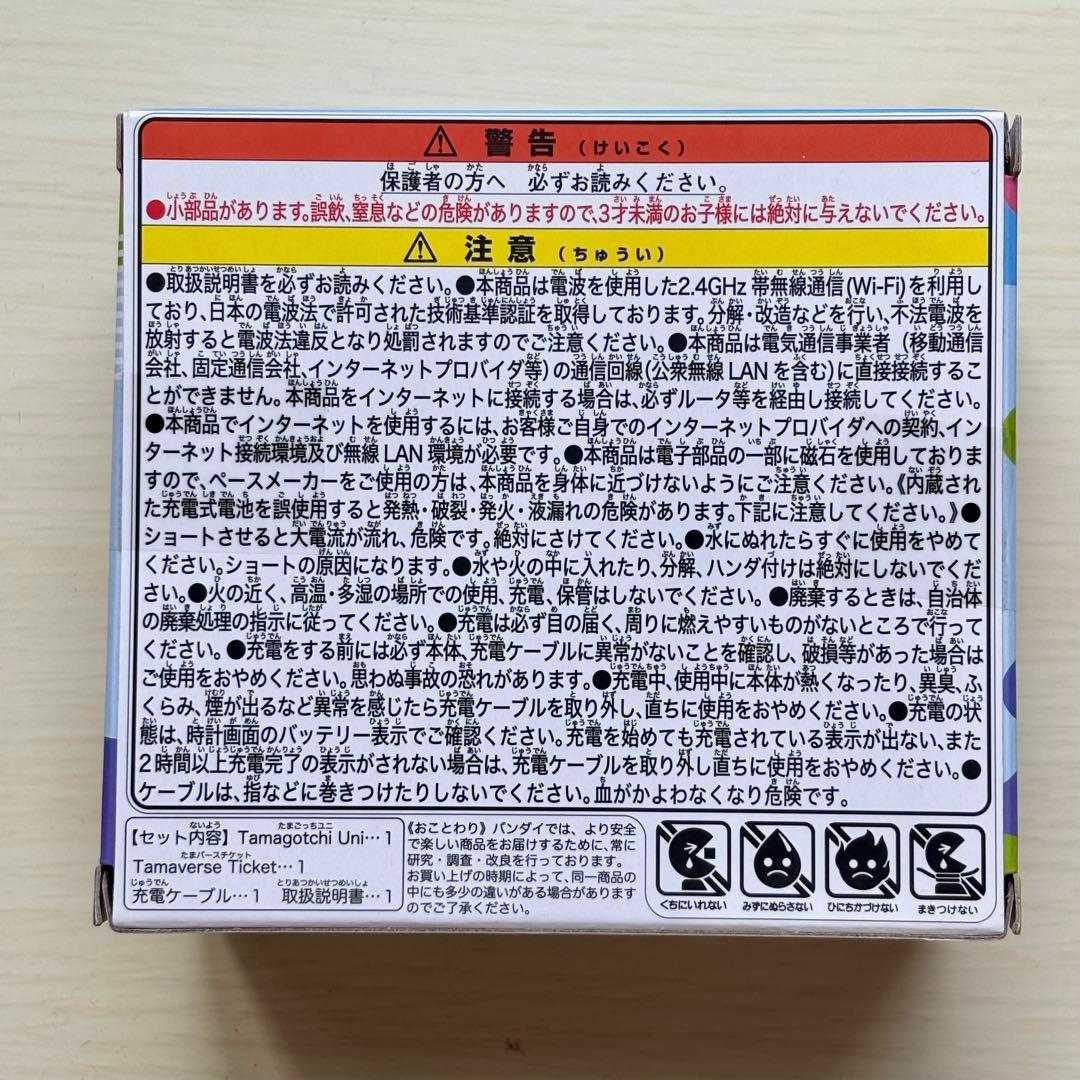 ⚠ 警告 (けいこく)
保護者の方へ 必ずお読みください。
●小部品があります。誤飲、窒息などの危険がありますので、3才未満のお子様には絶対に与えないでください。
⚠ 注意 (ちゅうい)
●取扱説明書を必ずお読みください。●本商品は電波を使用した2.4GHz 帯無線通信(Wi-Fi)を利用し
ており、日本の電波法で許可された技術基準認証を取得しております。分解・改造などを行い、不法電波を
放射すると電波法違反となり処罰されますのでご注意ください。●本商品は電気通信事業者(移動通信
会社、固定通信会社、インターネットプロバイダ等)の通信回線(公衆無線 LAN を含む)に直接接続するこ
とができません。本商品をインターネットに接続する場合は、必ずルータ等を経由し接続してください。
●本商品でインターネットを使用するには、お客様ご自身でのインターネットプロバイダへの契約、イン
ターネット接続環境及び無線 LAN 環境が必要です。●本商品は電子部品の一部に磁石を使用しておりま
すので、ペースメーカーをご使用の方は、本商品を身体に近づけないようにご注意ください。《内蔵され
た充電式電池を誤使用すると発熱・破裂・発火・液漏れの危険があります。下記に注意してください。》●
ショートさせると大電流が流れ、危険です。絶対にさけてください。●水にぬれたらすぐに使用をやめて
ください。ショートの原因になります。●水や火の中に入れたり、分解、ハンダ付けは絶対にしないでくだ
さい。●火の近く、高温・多湿の場所での使用、充電、保管はしないでください。●廃棄するときは、自治体
の廃棄処理の指示に従ってください。●充電は必ず目の届く、周りに燃えやすいものがないところで行って
ください。●充電をする前には必ず本体、充電ケーブルに異常がないことを確認し、破損等があった場合は
ご使用をおやめください。思わぬ事故の恐れがあります。●充電中、使用中に本体が熱くなったり、異臭、ふ
くらみ、煙が出るなど異常を感じたら充電ケーブルを取り外し、直ちに使用をおやめください。●充電の状
態は、時計画面のバッテリー表示でご確認ください。充電を始めても充電されている表示が出ない、また
2時間以上充電完了の表示がされない場合は、充電ケーブルを取り外し直ちに使用をおやめください。●
ケーブルは、指などに巻きつけたりしないでください。血がかよわなくなり危険です。
【セット内容】Tamagotchi Uni…1
Tamaverse Ticket…1
充電ケーブル…1 取扱説明書…1
《おことわり》バンダイでは、より安全
で楽しい商品をお届けするために、常に
研究・調査・改良を行っております。
お買い上げの時期によって、同一商品の
中にも多少の違いがある場合があります
のでご了承ください。
くちにいれない みずにぬらさない ひにちかづけない まきつけない